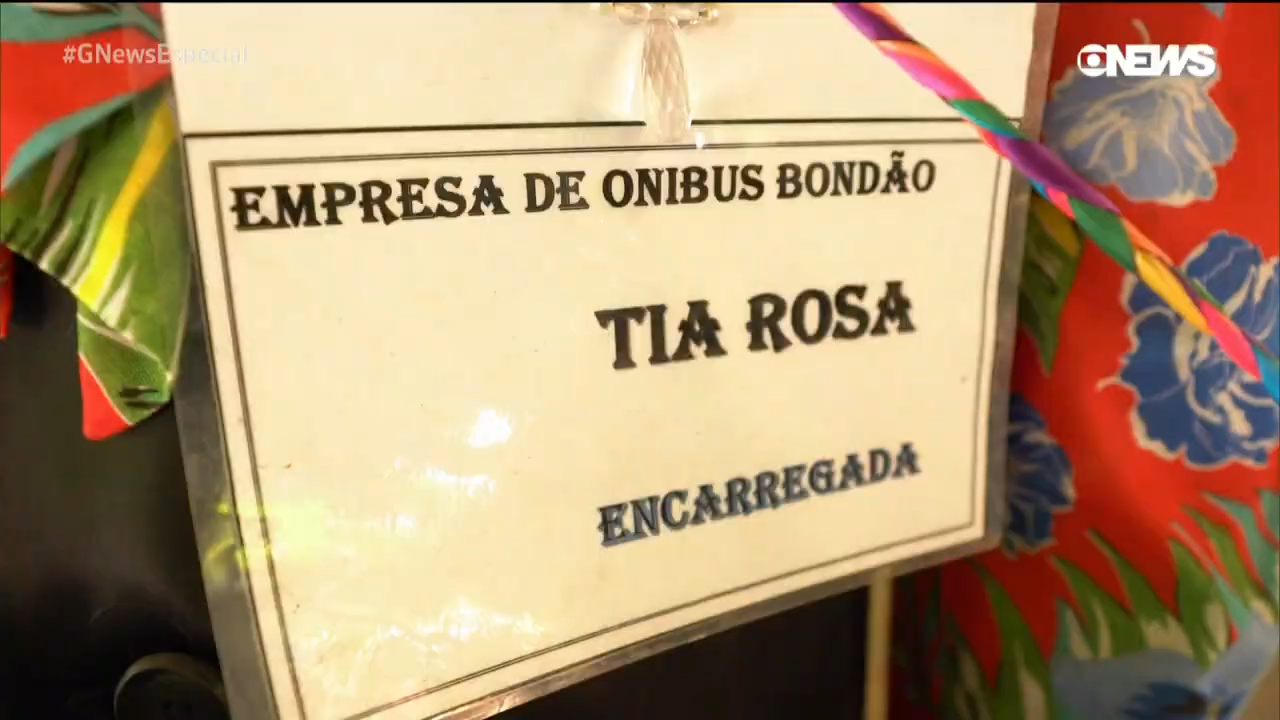 #GNewsEspecial
GNEWS
EMPRESA DE ONIBUS BONDÃO
TIA ROSA
ENCARREGADA